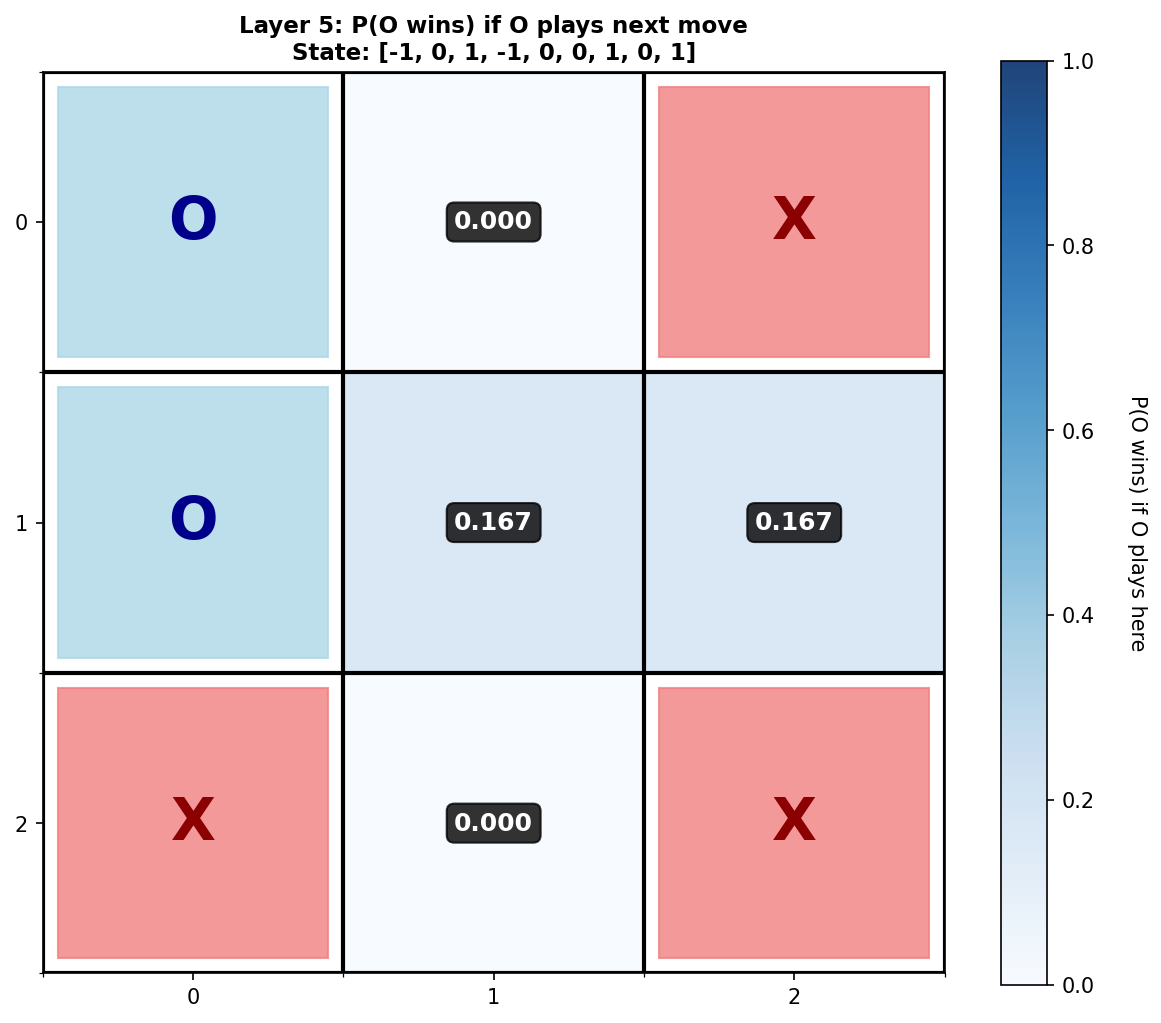 Layer 5: P(O wins) if O plays next move
State: [-1, 0, 1, -1, 0, 0, 1, 0, 1]
0
O
0.000
X
1
O
0.167
0.167
2
X
0.000
X
0
1
2
1.0
0.8
0.6
0.4
0.2
0.0
P(O wins) if O plays here